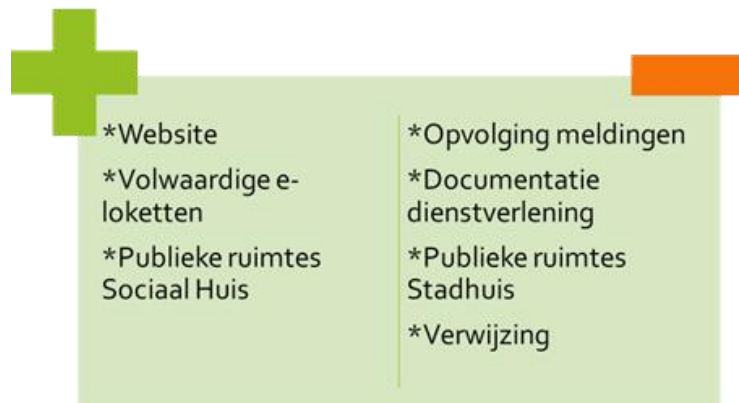 *Website
*Volwaardige e-
loketten
*Publieke ruimtes
Sociaal Huis
*Opvolging meldingen
*Documentatie
dienstverlening
*Publieke ruimtes
Stadhuis
*Verwijzing